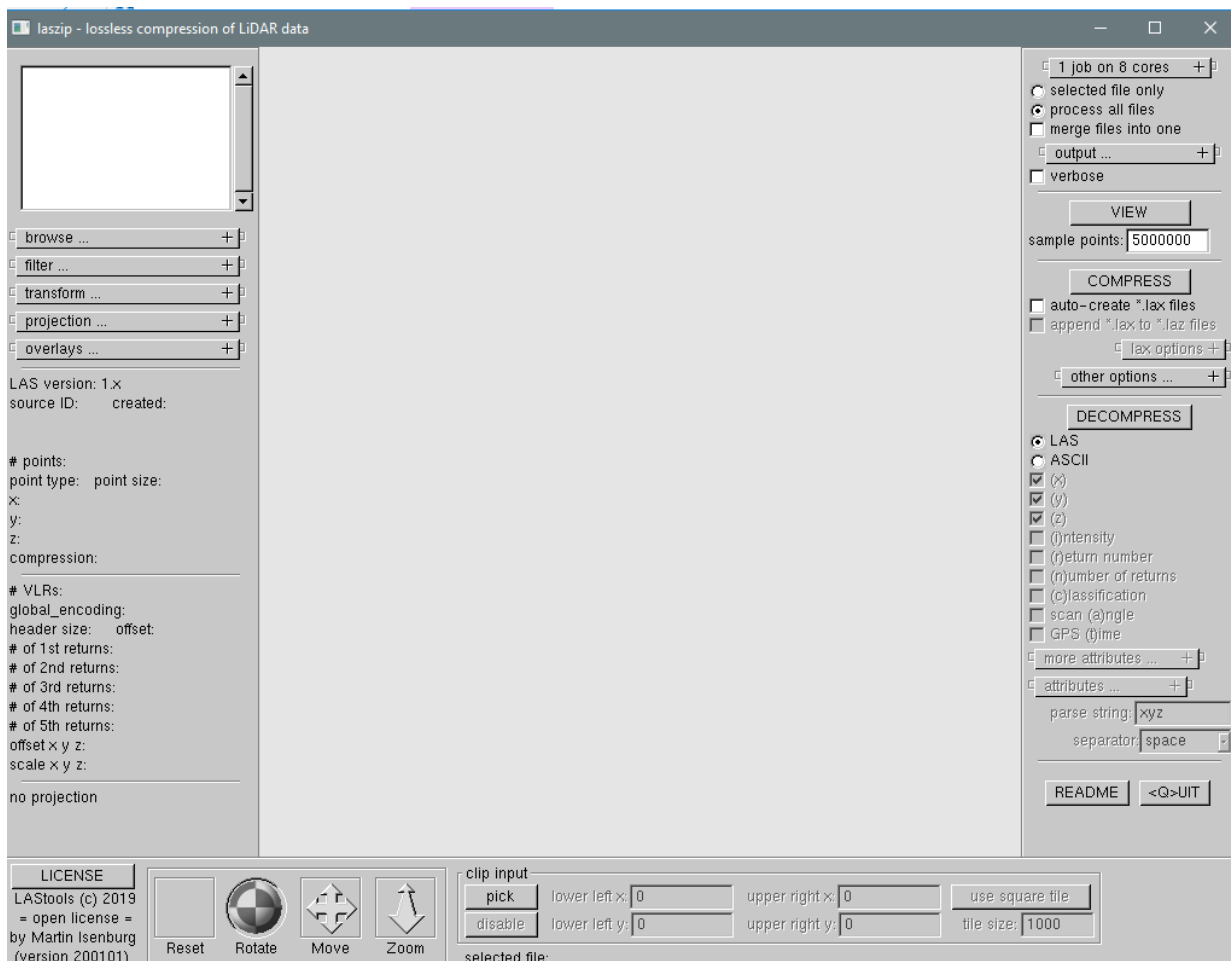 laszip - lossless compression of LiDAR data
browse ...
filter ...
transform ...
projection ...
overlays ...
LAS version: 1.x
source ID: created:
# points:
point type: point size:
x:
y:
z:
compression:
# VLRs:
global_encoding:
header size: offset:
# of 1st returns:
# of 2nd returns:
# of 3rd returns:
# of 4th returns:
# of 5th returns:
offset x y z:
scale x y z:
no projection
1 job on 8 cores
selected file only
process all files
merge files into one
output ...
verbose
VIEW
sample points: 5000000
COMPRESS
auto-create *.lax files
append *.lax to *.laz files
lax options
other options ...
DECOMPRESS
LAS
ASCII
(x)
(y)
(z)
(i)ntensity
(r)eturn number
(n)umber of returns
(c)lassification
scan (a)ngle
GPS (t)ime
more attributes ...
attributes ...
parse string: xyz
separator: space
README <Q>UIT
LICENSE
LAStools (c) 2019
= open license =
by Martin Isenburg
(version 200101)
Reset Rotate Move Zoom
clip input
pick lower left x: 0 upper right x: 0 use square tile
disable lower left y: 0 upper right y: 0 tile size: 1000
selected file: